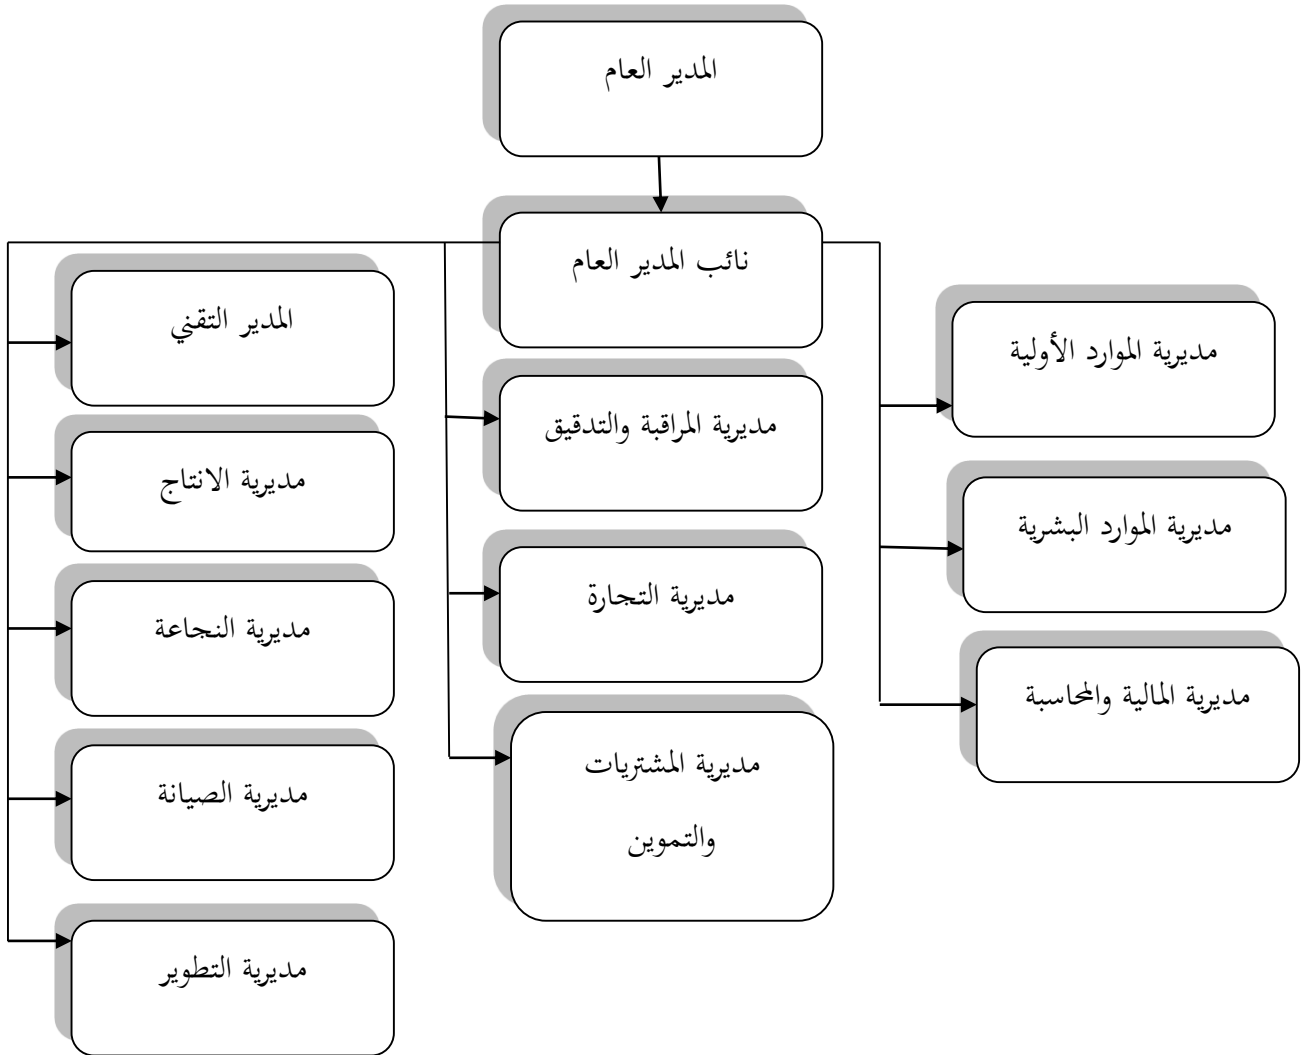 المدير العام
نائب المدير العام
مديرية الموارد الأولية
مديرية الموارد البشرية
مديرية المالية والمحاسبة
مديرية المراقبة والتدقيق
مديرية التجارة
مديرية المشتريات
والتموين
المدير التقني
مديرية الانتاج
مديرية النجاعة
مديرية الصيانة
مديرية التطوير